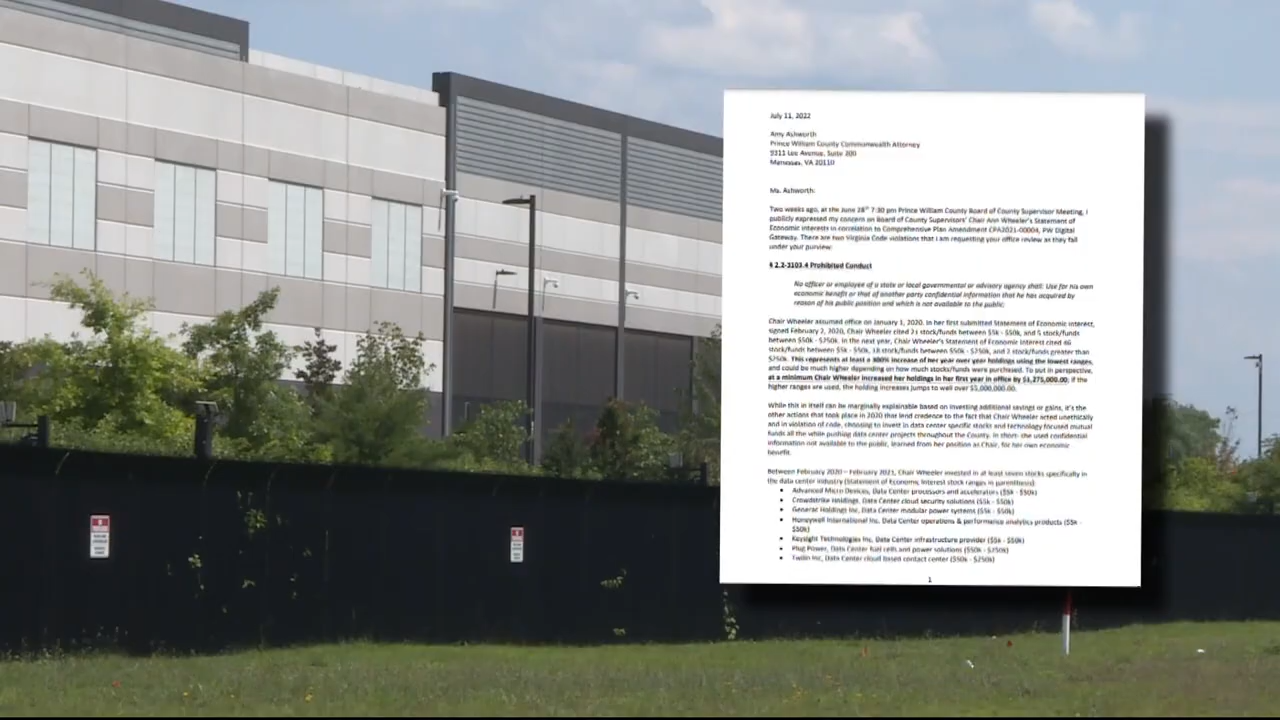 July 11, 2022
Amy Ashworth
Prince William County Commonwealth Attorney
9311 Lee Avenue, Suite 200
Manassas, VA 20110
Ms. Ashworth:
Two weeks ago, at the June 28th 7:30 pm Prince William County Board of County Supervisor Meeting, I
publicly expressed my concern on Board of County Supervisors' Chair Ann Wheeler's Statement of
Economic Interests in correlation to Comprehensive Plan Amendment CPA2021-00004, PW Digital
Gateway. There are two Virginia Code violations that I am requesting your office review as they fall
under your purview:
§ 2.2-3103.4 Prohibited Conduct
No officer or employee of a state or local governmental or advisory agency shall: Use for his own
economic benefit or that of another party confidential information that he has acquired by
reason of his public position and which is not available to the public;
Chair Wheeler assumed office on January 1, 2020. In her first submitted Statement of Economic Interest,
signed February 2, 2020, Chair Wheeler cited 21 stock/funds between $5k - $50k, and 5 stock/funds
between $50k - $250k. In the next year, Chair Wheeler's Statement of Economic Interest cited 46
stock/funds between $5k - $50k, 18 stock/funds between $50k - $250k, and 2 stock/funds greater than
$250k. This represents at least a 300% increase of her year over year holdings using the lowest ranges,
and could be much higher depending on how much stocks/funds were purchased. To put in perspective,
at a minimum Chair Wheeler increased her holdings in her first year in office by $1,275,000.00; if the
higher ranges are used, the holding increases jumps to well over $5,000,000.00.
While this in itself can be marginally explainable based on investing additional savings or gains, it's the
other actions that took place in 2020 that lend credence to the fact that Chair Wheeler acted unethically
and in violation of code, choosing to invest in data center specific stocks and technology focused mutual
funds all the while pushing data center projects throughout the County. In short- she used confidential
information not available to the public, learned from her position as Chair, for her own economic
benefit.
Between February 2020 – February 2021, Chair Wheeler invested in at least seven stocks specifically in
the data center industry (Statement of Economic Interest stock ranges in parenthesis):
• Advanced Micro Devices, Data Center processors and accelerators ($5k - $50k)
• Crowdstrike Holdings, Data Center cloud security solutions ($5k - $50k)
• Generac Holdings Inc, Data Center modular power systems ($5k - $50k)
• Honeywell International Inc, Data Center operations & performance analytics products ($5k -
$50k)
• Keysight Technologies Inc, Data Center infrastructure provider ($5k - $50k)
• Plug Power, Data Center fuel cells and power solutions ($50k - $250k)
• Twilio Inc, Data Center cloud based contact center ($50k - $250k)
1